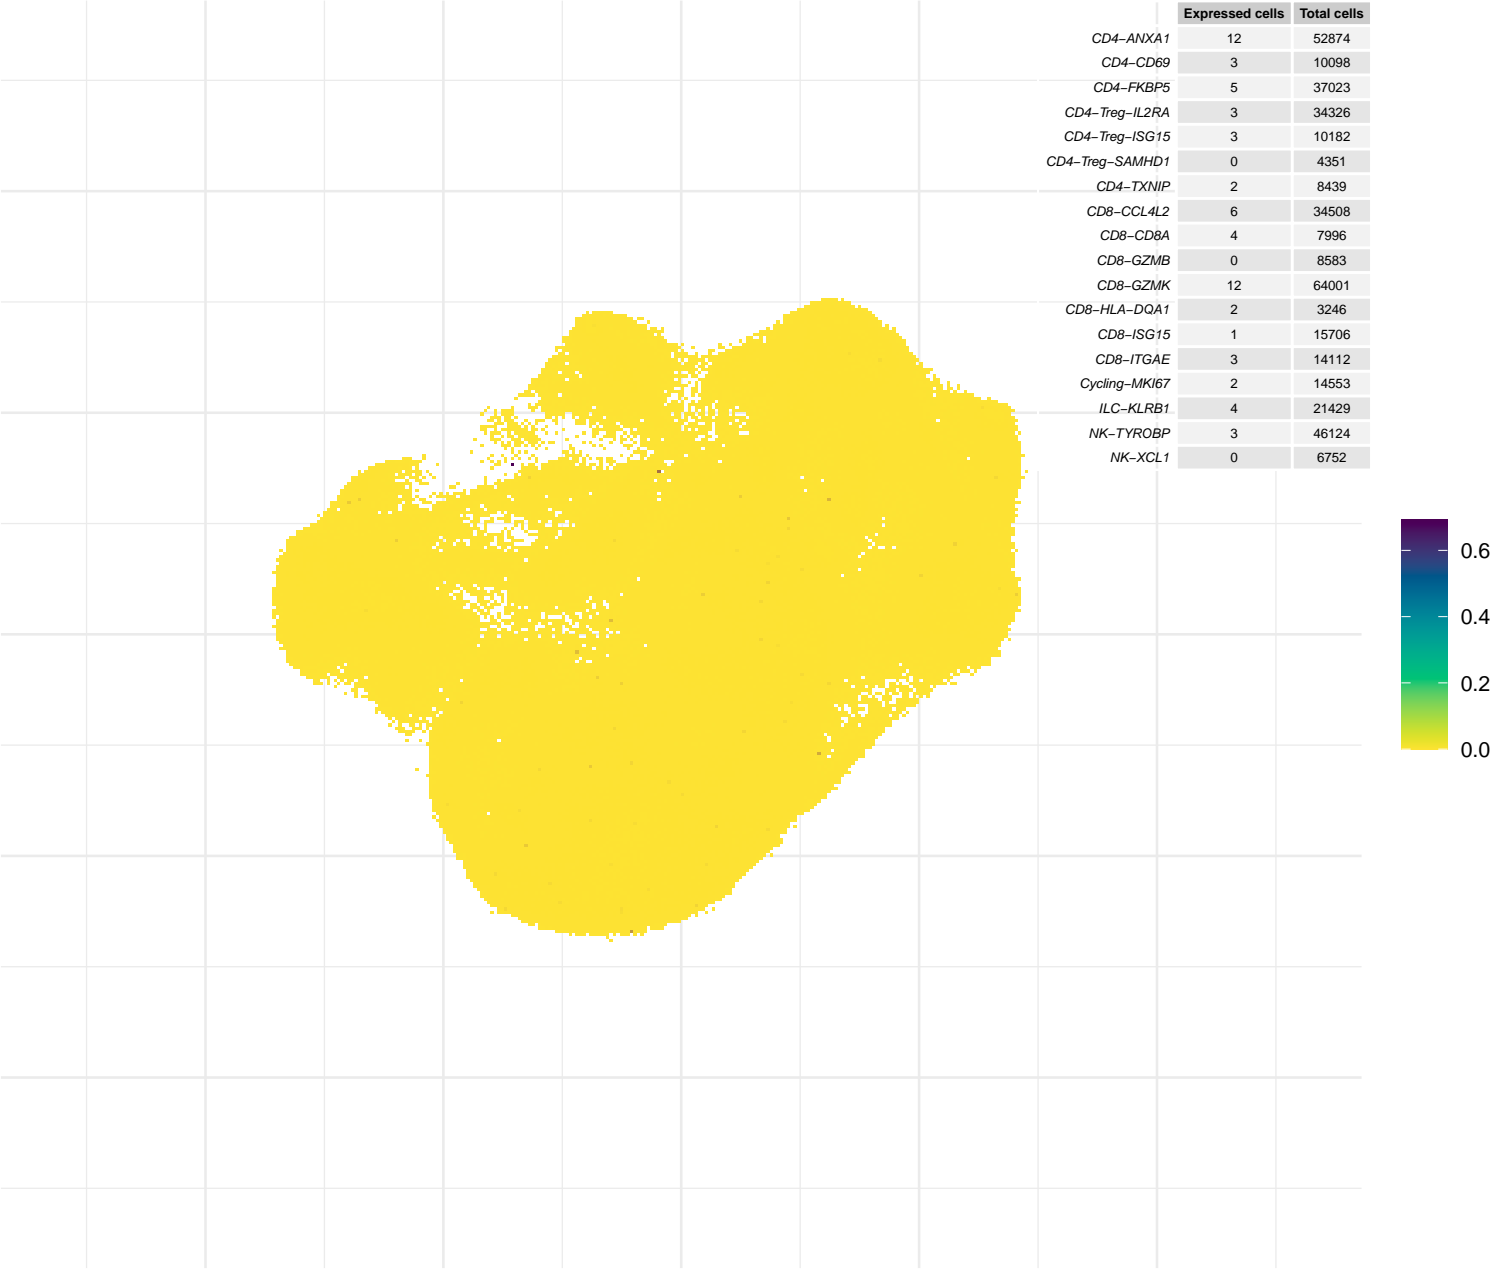 Expressed cells Total cells
CD4−ANXA1 12 52874
CD4−CD69 3 10098
CD4−FKBP5 5 37023
CD4−Treg−IL2RA 3 34326
CD4−Treg−ISG15 3 10182
CD4−Treg−SAMHD1 0 4351
CD4−TXNIP 2 8439
CD8−CCL4L2 6 34508
CD8−CD8A 4 7996
CD8−GZMB 0 8583
CD8−GZMK 12 64001
CD8−HLA−DQA1 2 3246
CD8−ISG15 1 15706
CD8−ITGAE 3 14112
Cycling−MKI67 2 14553
ILC−KLRB1 4 21429
NK−TYROBP 3 46124
NK−XCL1 0 6752
0.6
0.4
0.2
0.0